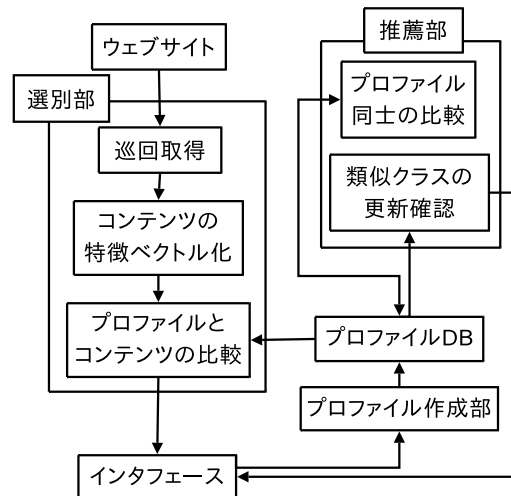 ウェブサイト
選別部
巡回取得
コンテンツの
特徴ベクトル化
プロファイルと
コンテンツの比較
インタフェース
推薦部
プロファイル
同士の比較
類似クラスの
更新確認
プロファイルDB
プロファイル作成部